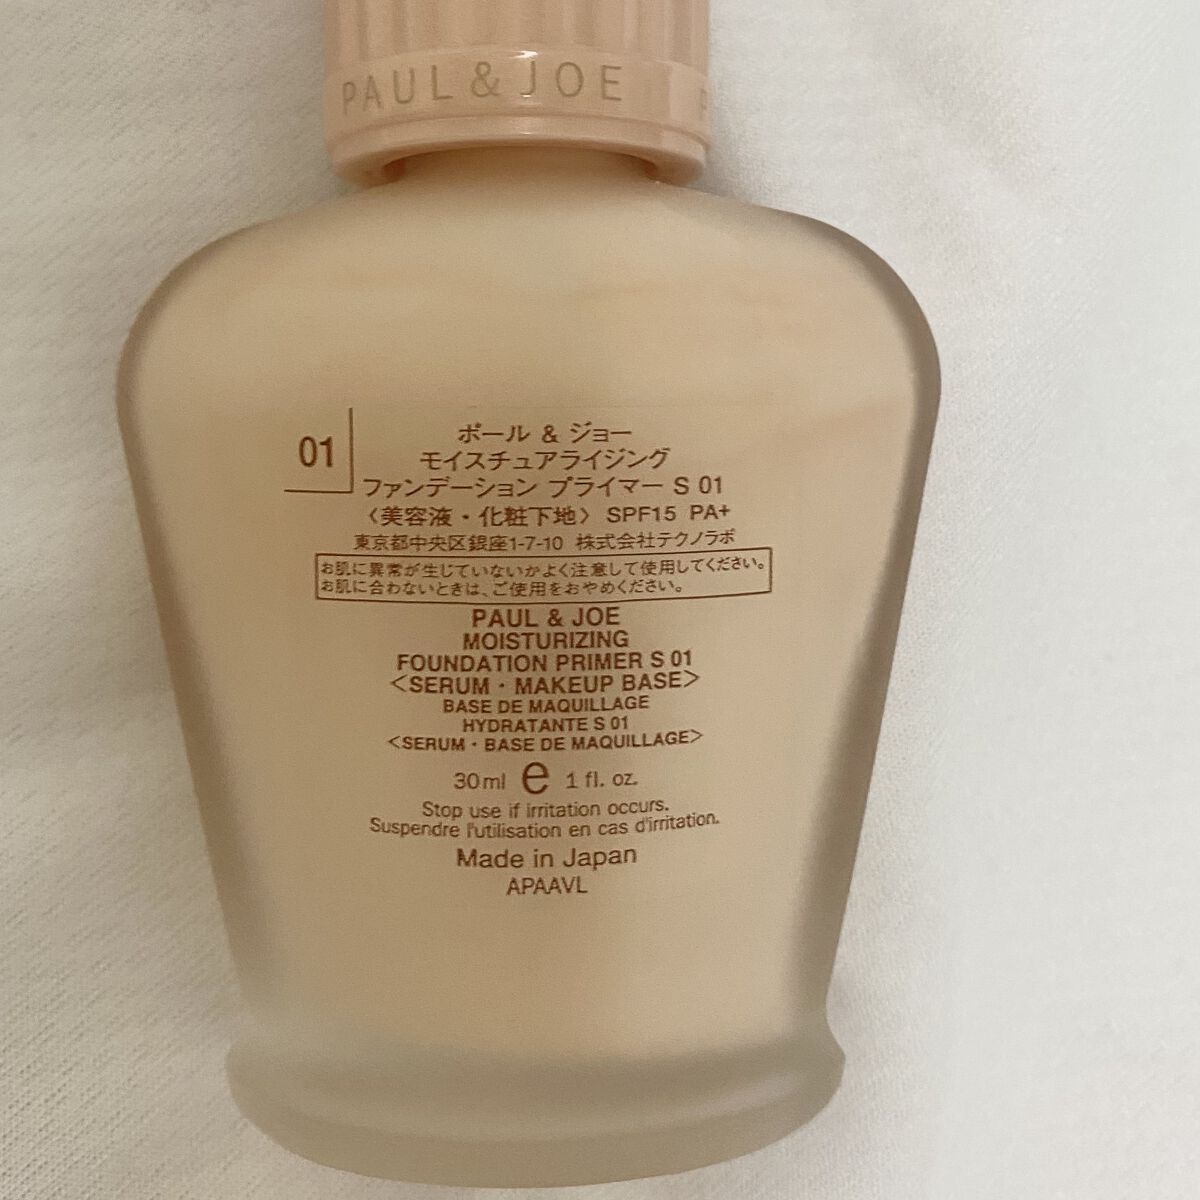 PAUL & JOE
01
ポール & ジョー
モイスチュアライジング
ファンデーション プライマー S 01
〈美容液・化粧下地〉 SPF15 PA+
東京都中央区銀座1-7-10 株式会社テクノラボ
お肌に異常が生じていないかよく注意して使用してください。
お肌に合わないときは、ご使用をおやめください。
PAUL & JOE
MOISTURIZING
FOUNDATION PRIMER S 01
<SERUM・MAKEUP BASE>
BASE DE MAQUILLAGE
HYDRATANTE S 01
<SERUM・BASE DE MAQUILLAGE>
30ml e 1 fl. oz.
Stop use if irritation occurs.
Suspendre l'utilisation en cas d'irritation.
Made in Japan
APAAVL